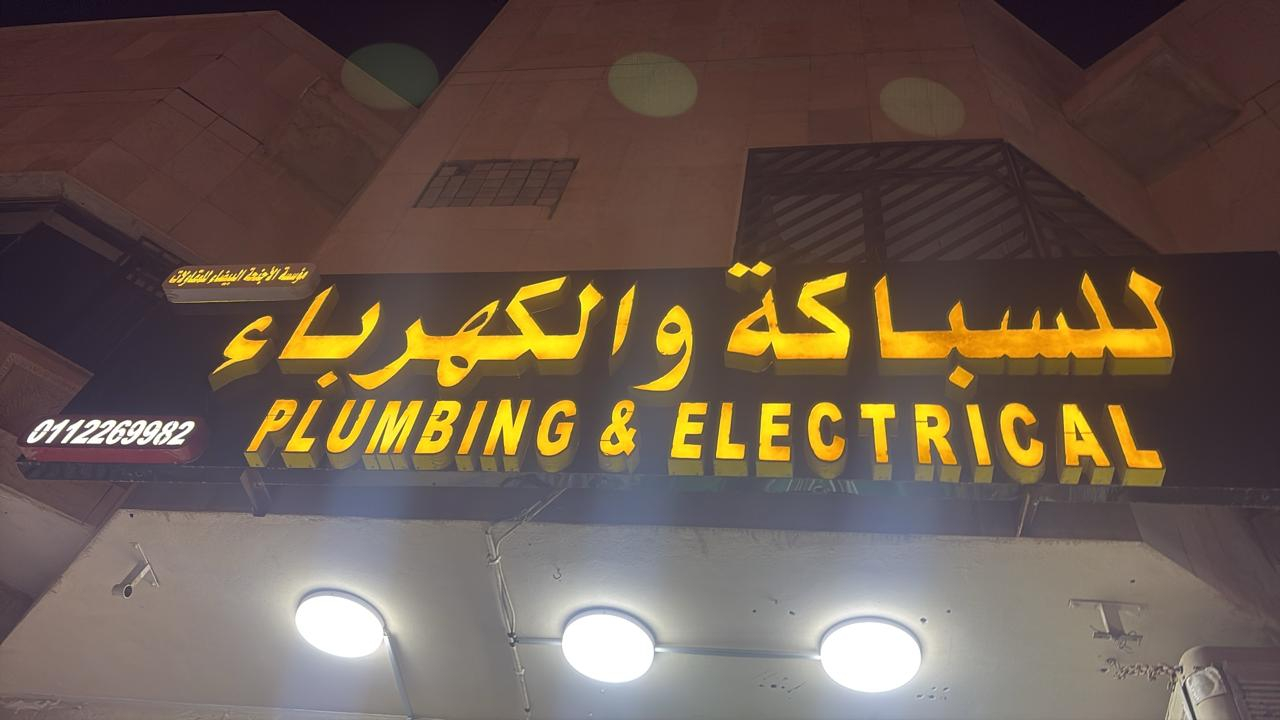 مؤسسة الأجنحة البيضاء للمقاولات
للسباكة والكهرباء
PLUMBING & ELECTRICAL
0112269982